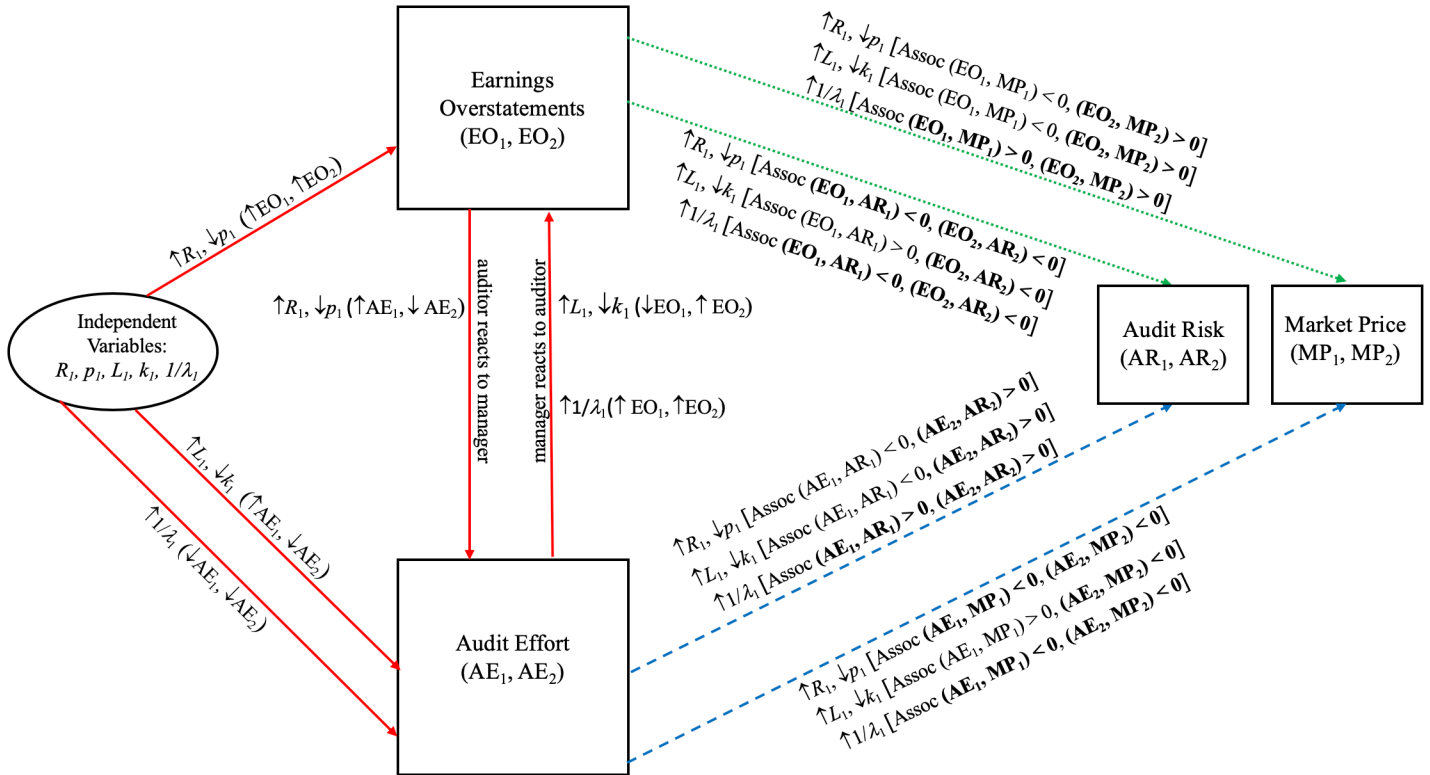 Earnings
Overstatements
(EO₁, EO₂)
↑R₁, ↓p₁ [Assoc (EO₁, MP₁) < 0, (EO₂, MP₂) > 0]
↑L₁, ↓k₁ [Assoc (EO₁, MP₁) < 0, (EO₂, MP₂) > 0]
↑1/λ₁ [Assoc (EO₁, MP₁) > 0, (EO₂, MP₂) > 0]
↑R₁, ↓p₁ [Assoc (EO₁, AR₁) < 0, (EO₂, AR₂) < 0]
↑L₁, ↓k₁ [Assoc (EO₁, AR₁) > 0, (EO₂, AR₂) < 0]
↑1/λ₁ [Assoc (EO₁, AR₁) < 0, (EO₂, AR₂) < 0]
↑R₁, ↓p₁ (↑EO₁, ↑EO₂)
↑R₁, ↓p₁ (↑AE₁, ↓ AE₂)
auditor reacts to manager
manager reacts to auditor
↑L₁, ↓k₁ (↓EO₁, ↑ EO₂)
↑1/λ₁(↑ EO₁, ↑EO₂)
Independent
Variables:
R₁, p₁, L₁, k₁, 1/λ₁
Audit Risk
(AR₁, AR₂)
Market Price
(MP₁, MP₂)
↑L₁, ↓k₁ (↑AE₁, ↓AE₂)
↑1/λ₁ (↓AE₁, ↓AE₂)
↑R₁, ↓p₁ [Assoc (AE₁, AR₁) < 0, (AE₂, AR₂) > 0]
↑L₁, ↓k₁ [Assoc (AE₁, AR₁) < 0, (AE₂, AR₂) > 0]
↑1/λ₁ [Assoc (AE₁, AR₁) > 0, (AE₂, AR₂) > 0]
↑R₁, ↓p₁ [Assoc (AE₁, MP₁) < 0, (AE₂, MP₂) < 0]
↑L₁, ↓k₁ [Assoc (AE₁, MP₁) > 0, (AE₂, MP₂) < 0]
↑1/λ₁ [Assoc (AE₁, MP₁) < 0, (AE₂, MP₂) < 0]
Audit Effort
(AE₁, AE₂)